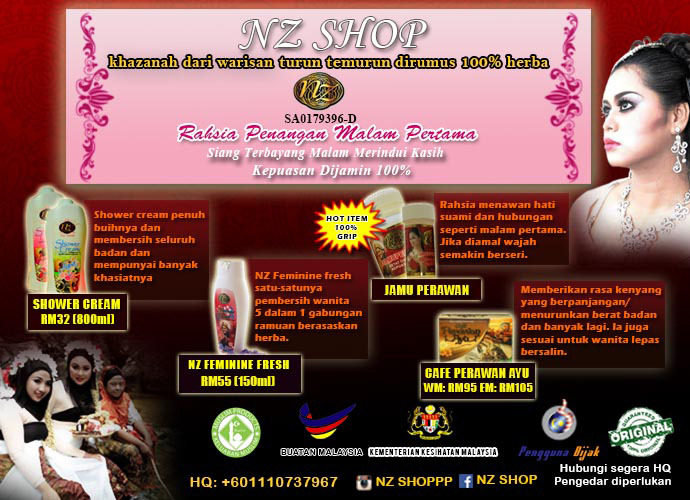 NZ SHOP
khazanah dari warisan turun temurun dirumus 100% herba
nz
SA0179396-D
Rahsia Penangan Malam Pertama
Siang Terbayang Malam Merindui Kasih
Kepuasan Dijamin 100%
Shower cream penuh
buihnya dan
membersih seluruh
badan dan
mempunyai banyak
khasiatnya
SHOWER CREAM
RM32 (800ml)
HOT ITEM
100%
GRIP
NZ Feminine fresh
satu-satunya
pembersih wanita
5 dalam 1 gabungan
ramuan berasaskan
herba.
NZ FEMININE FRESH
RM55 (150ml)
Rahsia menawan hati
suami dan hubungan
seperti malam pertama.
Jika diamal wajah
semakin berseri.
JAMU PERAWAN
Memberikan rasa kenyang
yang berpanjangan/
menurunkan berat badan
dan banyak lagi. Ia juga
sesuai untuk wanita lepas
bersalin.
CAFE PERAWAN AYU
WM: RM95 EM: RM105
BUATAN MALAYSIA
KEMENTERIAN KESIHATAN MALAYSIA
Pengguna Bijak
GUARANTEED
ORIGINAL
Hubungi segera HQ
Pengedar diperlukan
HQ: +601110737967
NZ SHOPPP
NZ SHOP